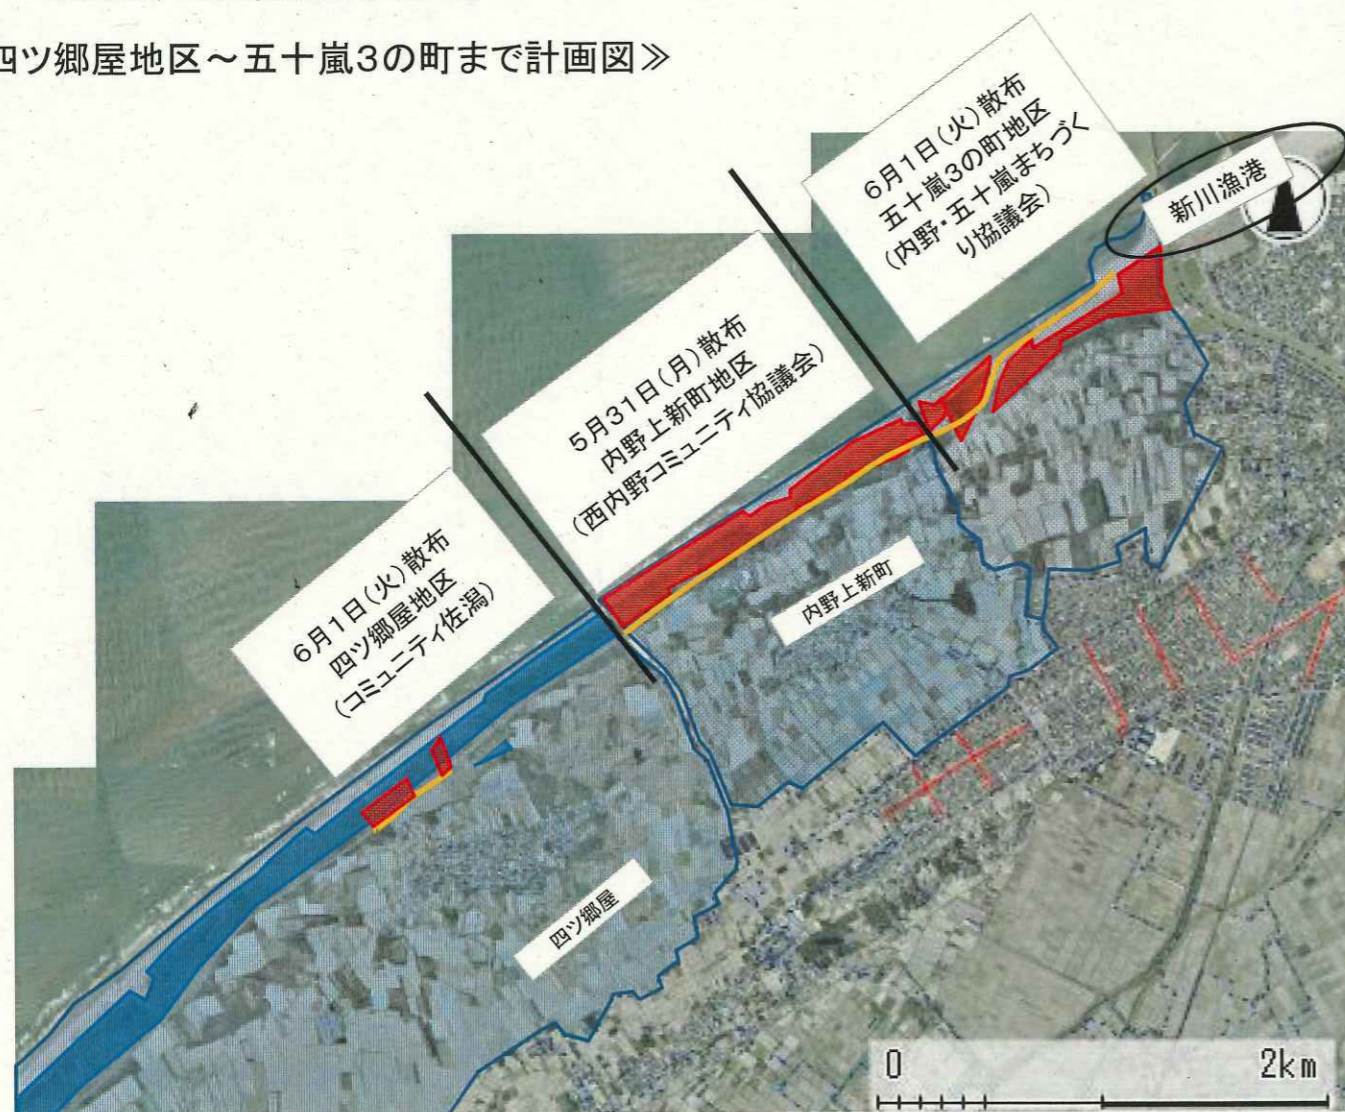 四ツ郷屋地区～五十嵐3の町まで計画図≫
6月1日(火)散布
五十嵐3の町地区
(内野・五十嵐まちづく
り協議会)
新川漁港
5月31日(月)散布
内野上新町地区
(西内野コミュニティ協議会)
6月1日(火)散布
四ツ郷屋地区
(コミュニティ佐潟)
内野上新町
四ツ郷屋
0 2km